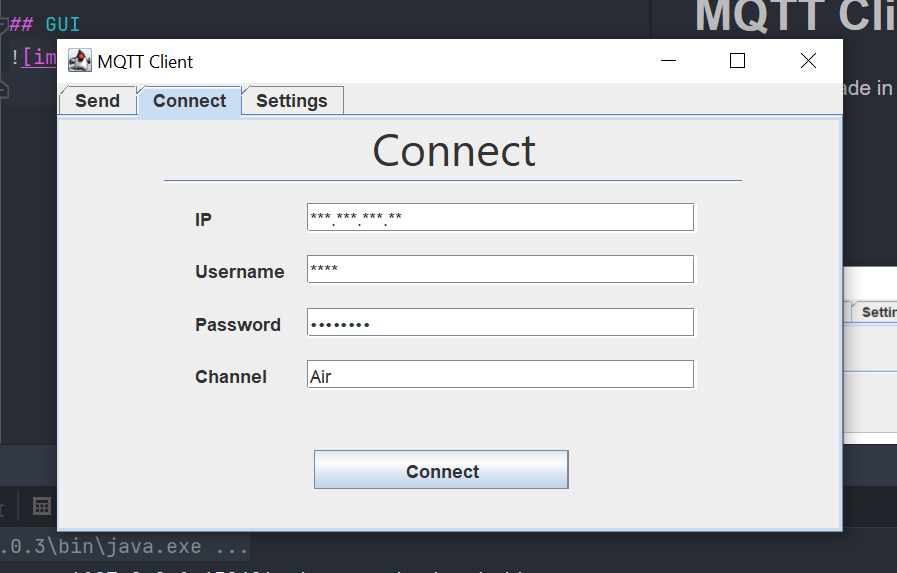 ## GUI
![im
MQTT Cli
MQTT Client
ade in
Send Connect Settings
Connect
IP ***.***.***.**
Username ****
Password ••••••••
Channel Air
Connect
Settin
.0.3\bin\java.exe ...